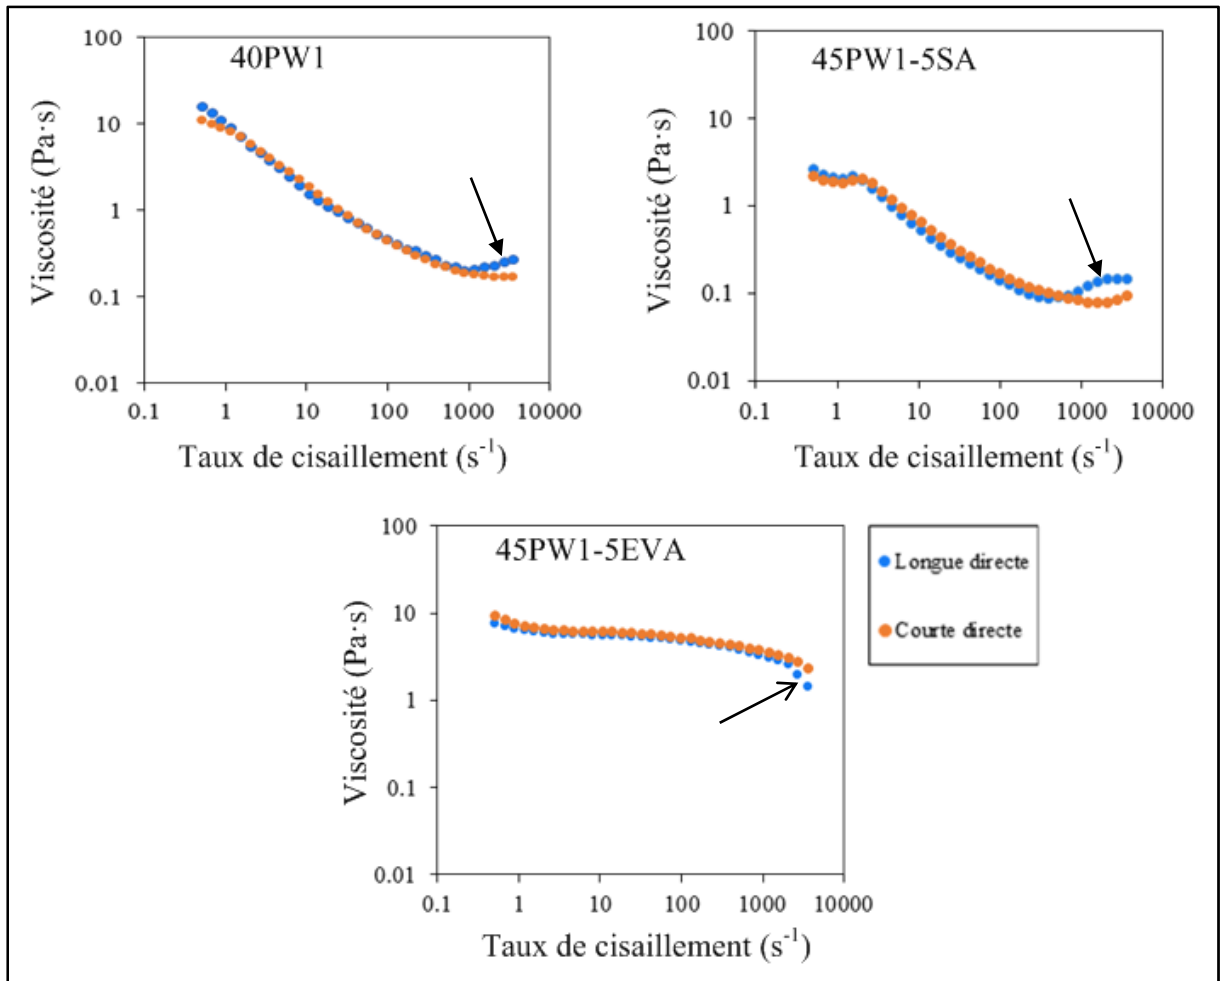 40PW1
Viscosité (Pa·s)
100
10
1
0.1
0.01
0.1 1 10 100 1000 10000
Taux de cisaillement (s-1)
45PW1-5SA
Viscosité (Pa·s)
100
10
1
0.1
0.01
0.1 1 10 100 1000 10000
Taux de cisaillement (s-1)
45PW1-5EVA
Viscosité (Pa·s)
100
10
1
0.1
0.01
0.1 1 10 100 1000 10000
Taux de cisaillement (s-1)
Longue directe
Courte directe